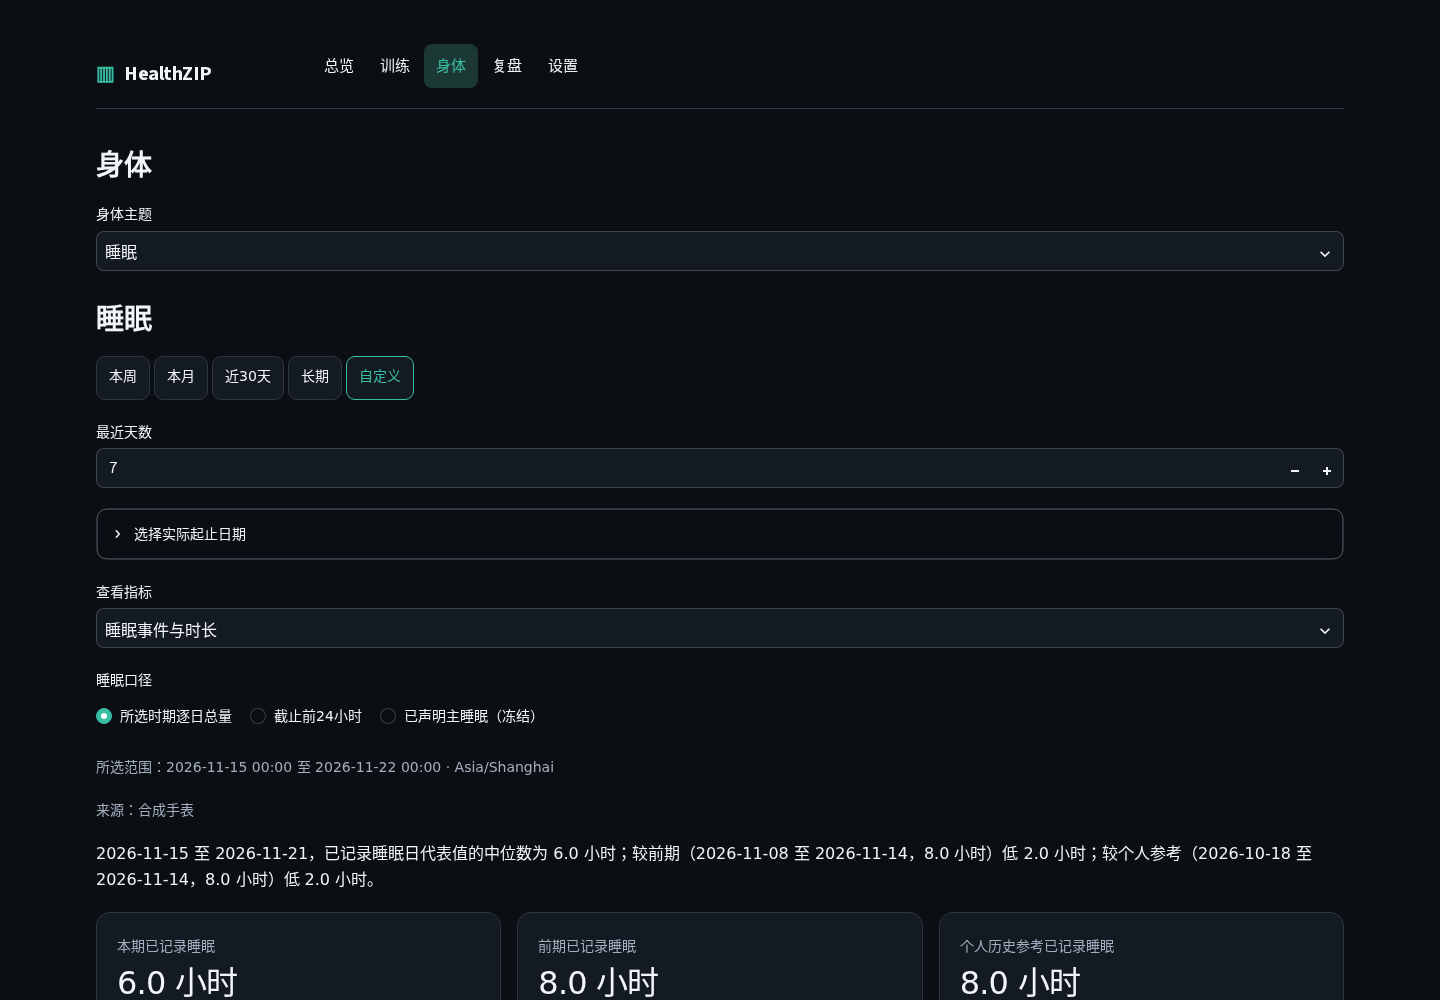 HealthZIP
总览 训练 身体 复盘 设置
身体
身体主题
睡眠
睡眠
本周 本月 近30天 长期 自定义
最近天数
7
选择实际起止日期
查看指标
睡眠事件与时长
睡眠口径
所选时期逐日总量 截止前24小时 已声明主睡眠（冻结）
所选范围：2026-11-15 00:00 至 2026-11-22 00:00 · Asia/Shanghai
来源：合成手表
2026-11-15 至 2026-11-21，已记录睡眠日代表值的中位数为 6.0 小时；较前期（2026-11-08 至 2026-11-14，8.0 小时）低 2.0 小时；较个人参考（2026-10-18 至
2026-11-14，8.0 小时）低 2.0 小时。
本期已记录睡眠 前期已记录睡眠 个人历史参考已记录睡眠
6.0 小时 8.0 小时 8.0 小时